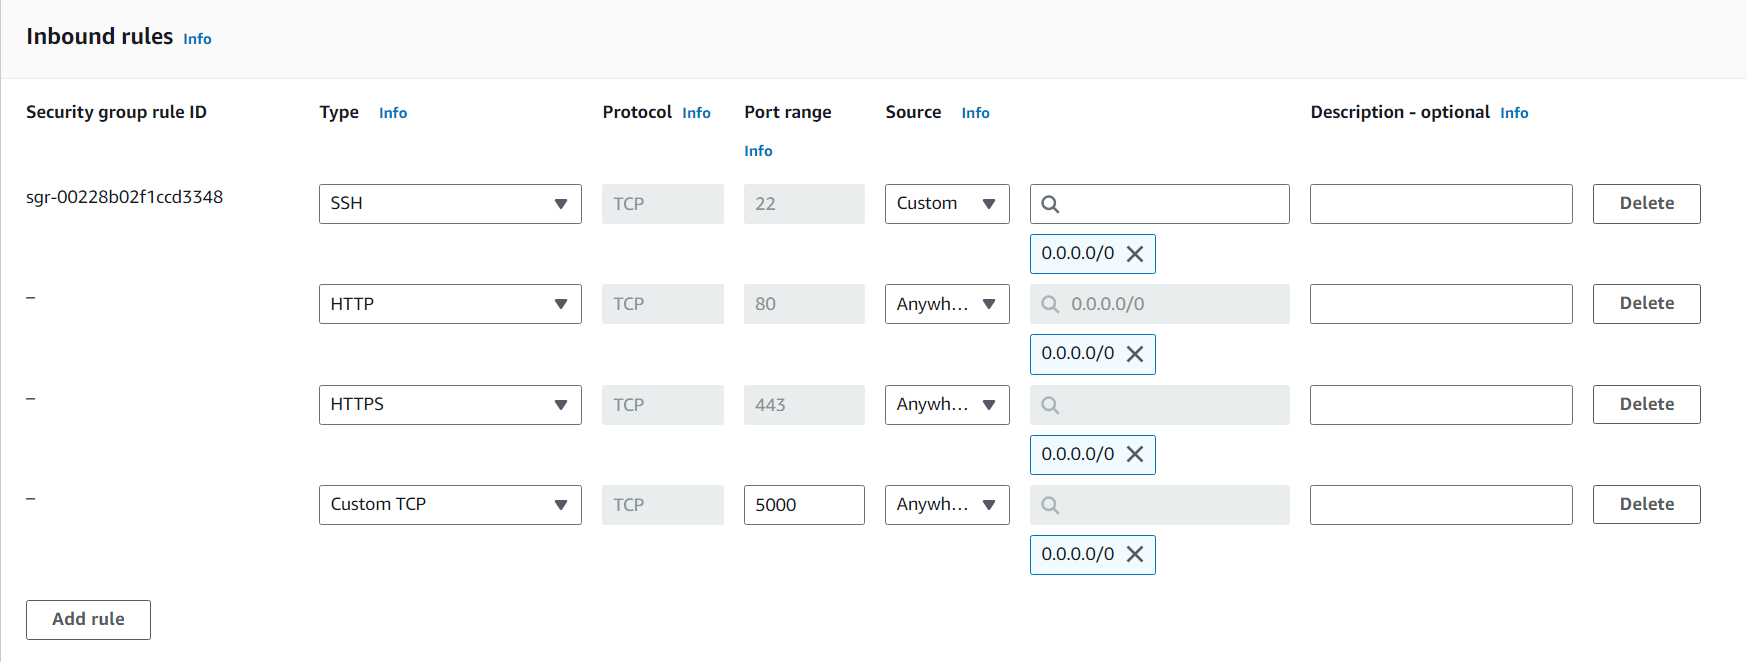 Inbound rules Info
Security group rule ID Type Info Protocol Info Port range Info Source Info Description - optional Info
sgr-00228b02f1ccd3348 SSH TCP 22 Custom Delete
0.0.0.0/0
– HTTP TCP 80 Anywh... 0.0.0.0/0 Delete
0.0.0.0/0
– HTTPS TCP 443 Anywh... Delete
0.0.0.0/0
– Custom TCP TCP 5000 Anywh... Delete
0.0.0.0/0
Add rule